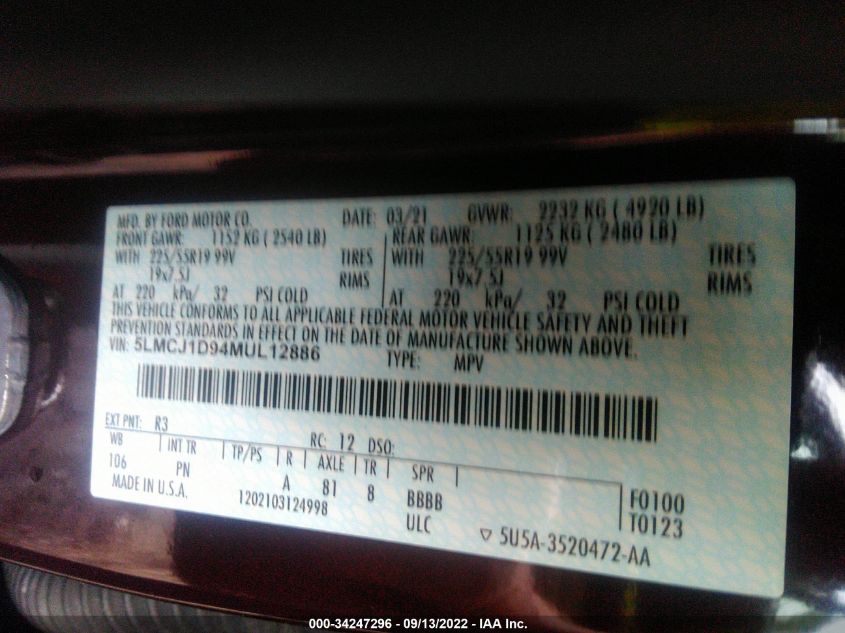 MFD. BY FORD MOTOR CO. DATE: 03/21 GVWR: 2232 KG ( 4920 LB)
FRONT GAWR: 1152 KG ( 2540 LB) REAR GAWR: 1125 KG ( 2480 LB)
WITH 225/55R19 99V TIRES WITH 225/55R19 99V TIRES
19x7.5J RIMS 19x7.5J RIMS
AT 220 kPa/ 32 PSI COLD AT 220 kPa/ 32 PSI COLD
THIS VEHICLE CONFORMS TO ALL APPLICABLE FEDERAL MOTOR VEHICLE SAFETY AND THEFT
PREVENTION STANDARDS IN EFFECT ON THE DATE OF MANUFACTURE SHOWN ABOVE.
VIN: 5LMCJ1D94MUL12886 TYPE: MPV
EXT PNT: R3 RC: 12 DSO:
WB INT TR TP/PS R AXLE TR SPR
106 PN A 81 8 BBBB F0100
MADE IN U.S.A. 1202103124998 ULC T0123
5U5A-3520472-AA
000-34247296 - 09/13/2022 - IAA Inc.